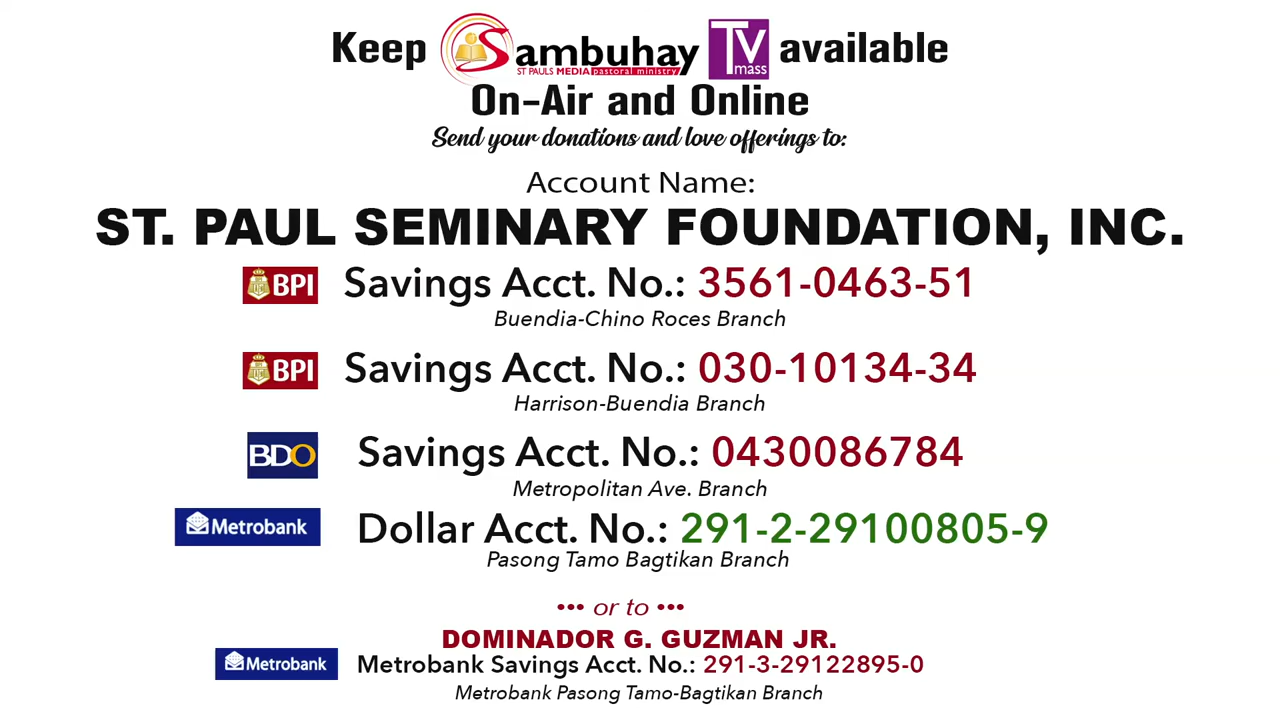 Keep Sambuhay TV mass available
ST PAULS MEDIA pastoral ministry
On-Air and Online
Send your donations and love offerings to:
Account Name:
ST. PAUL SEMINARY FOUNDATION, INC.
BPI Savings Acct. No.: 3561-0463-51
Buendia-Chino Roces Branch
BPI Savings Acct. No.: 030-10134-34
Harrison-Buendia Branch
BDO Savings Acct. No.: 0430086784
Metropolitan Ave. Branch
Metrobank Dollar Acct. No.: 291-2-29100805-9
Pasong Tamo Bagtikan Branch
••• or to •••
DOMINADOR G. GUZMAN JR.
Metrobank Metrobank Savings Acct. No.: 291-3-29122895-0
Metrobank Pasong Tamo-Bagtikan Branch